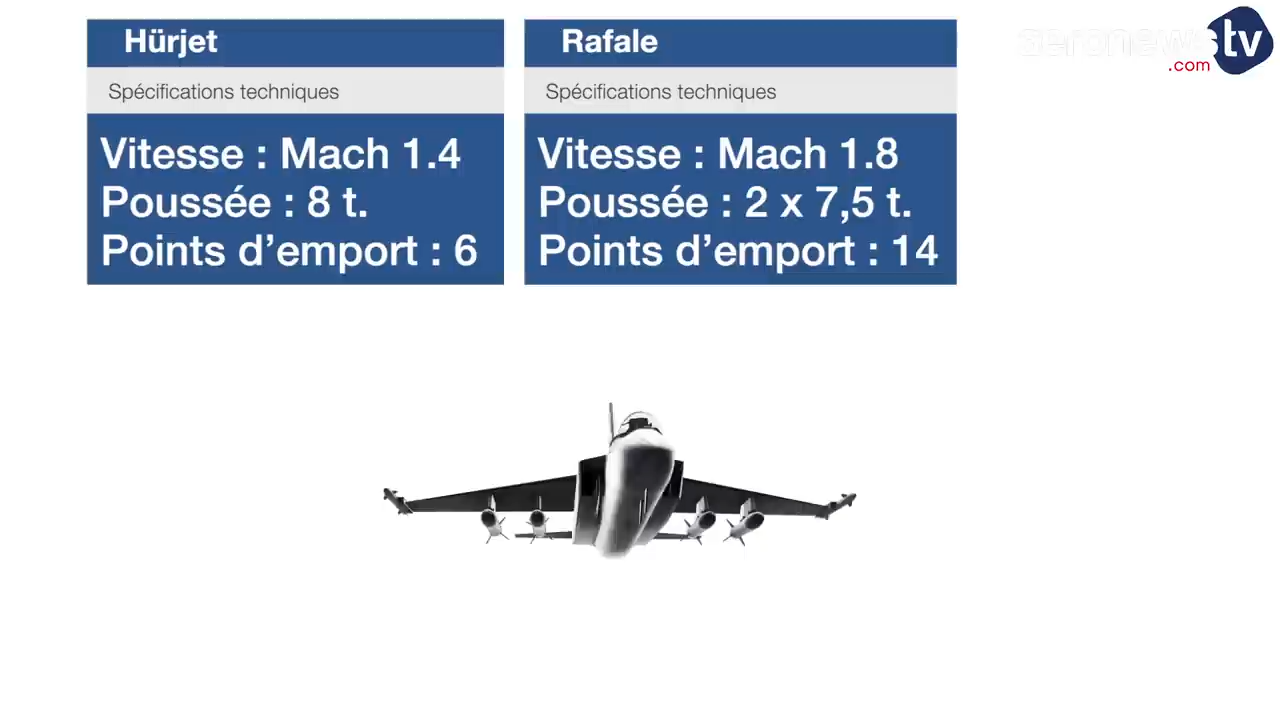 Hürjet
Spécifications techniques
Vitesse : Mach 1.4
Poussée : 8 t.
Points d’emport : 6
Rafale
Spécifications techniques
Vitesse : Mach 1.8
Poussée : 2 x 7,5 t.
Points d’emport : 14
aeronewstv
.com